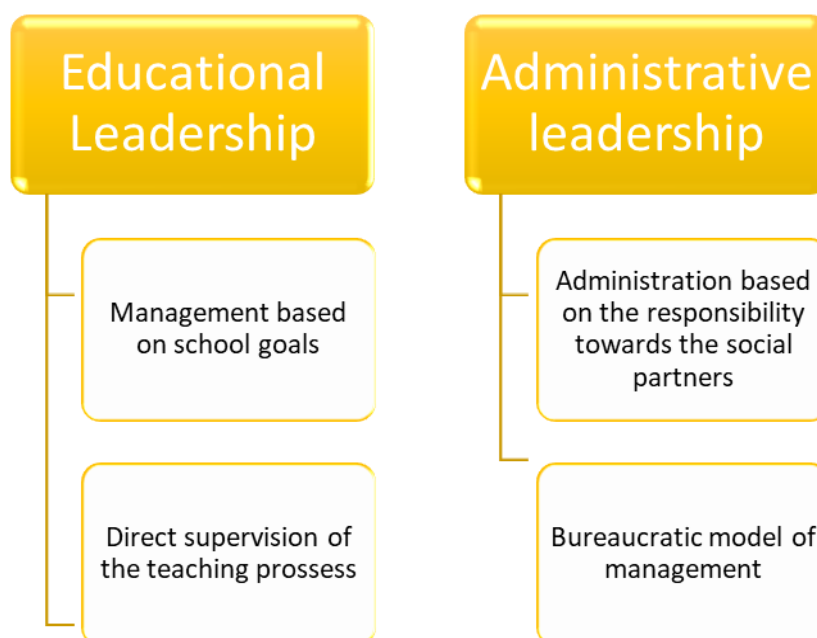 Educational
Leadership
Management based
on school goals
Direct supervision of
the teaching prossess
Administrative
leadership
Administration based
on the responsibility
towards the social
partners
Bureaucratic model of
management